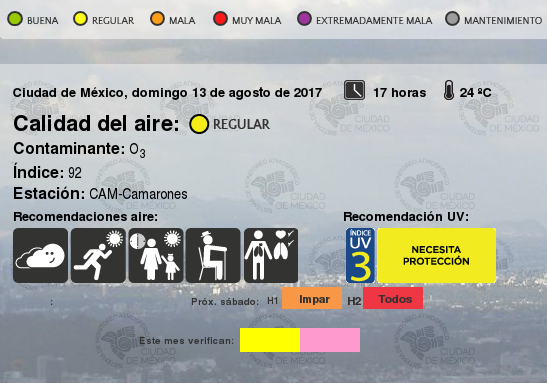 BUENA REGULAR MALA MUY MALA EXTREMADAMENTE MALA MANTENIMIENTO
Ciudad de México, domingo 13 de agosto de 2017 17 horas 24 ºC
Calidad del aire: REGULAR
Contaminante: O3
Índice: 92
Estación: CAM-Camarones
Recomendaciones aire: Recomendación UV:
ÍNDICE
UV
3
NECESITA
PROTECCIÓN
: Próx. sábado: H1 Impar H2 Todos
Este mes verifican:
CIUDAD
DE MÉXICO